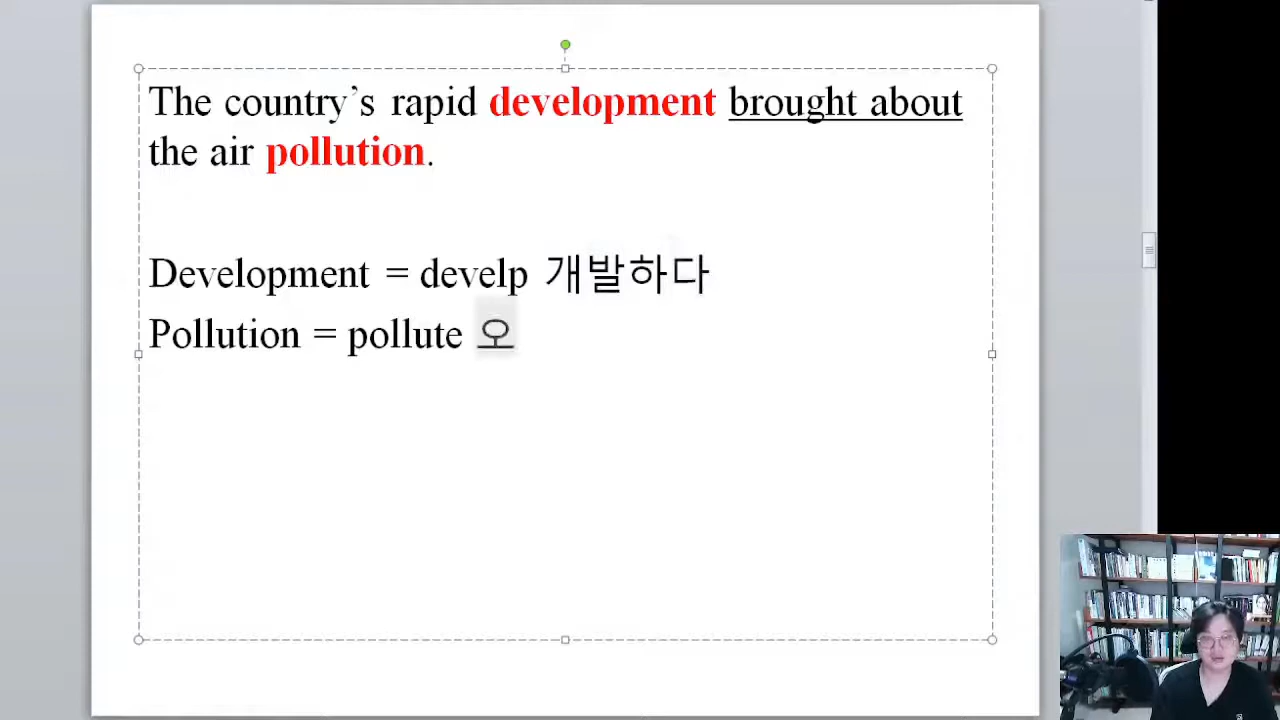 The country’s rapid development brought about
the air pollution.
Development = develp 개발하다
Pollution = pollute 오